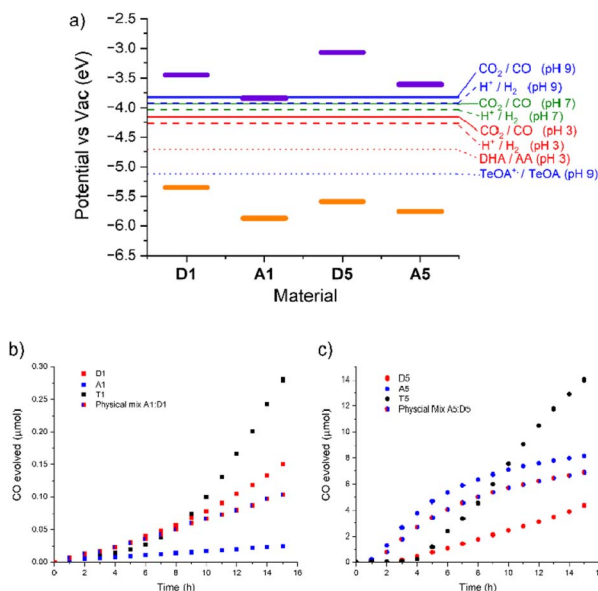 a)
Potential vs Vac (eV)
−2.5
−3.0
−3.5
−4.0
−4.5
−5.0
−5.5
−6.0
−6.5
D1 A1 D5 A5
Material
CO2 / CO (pH 9)
H+ / H2 (pH 9)
CO2 / CO (pH 7)
H+ / H2 (pH 7)
CO2 / CO (pH 3)
H+ / H2 (pH 3)
DHA / AA (pH 3)
TeOA+ / TeOA (pH 9)
b)
CO evolved (μmol)
0.30
0.25
0.20
0.15
0.10
0.05
0.00
0 2 4 6 8 10 12 14 16
Time (h)
D1
A1
T1
Physical mix A1:D1
c)
CO evolved (μmol)
14
12
10
8
6
4
2
0
0 2 4 6 8 10 12 14 16
Time (h)
D5
A5
T5
Physcial Mix A5:D5